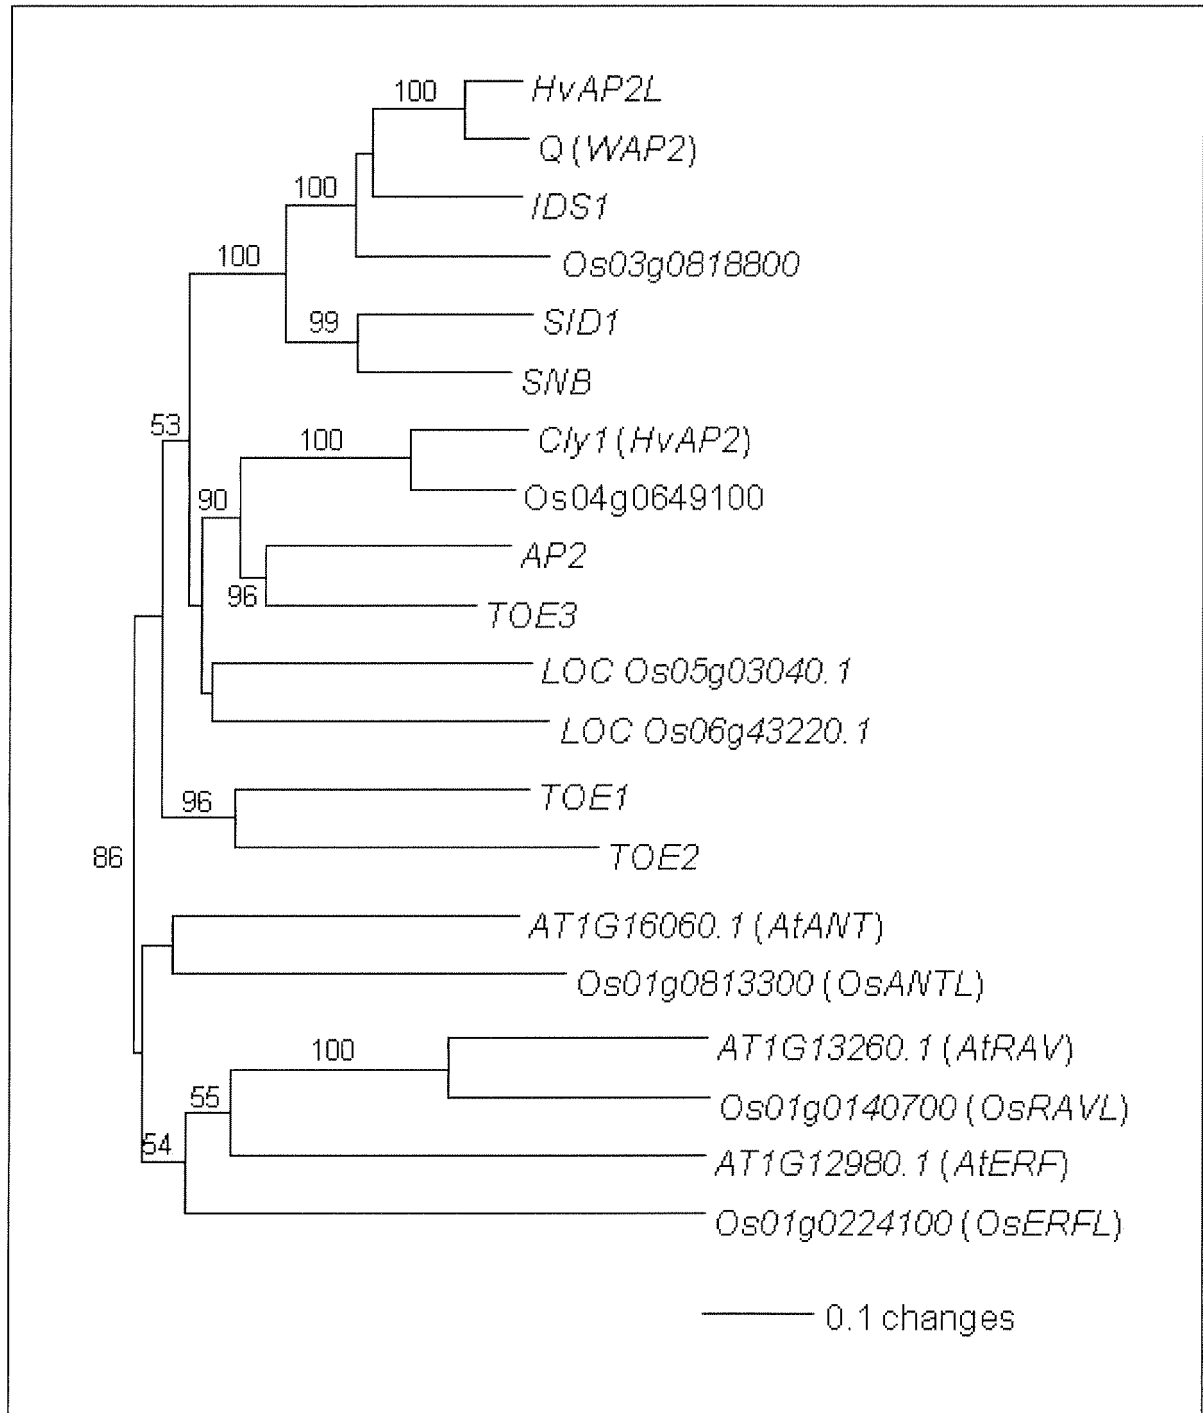 100
HvAP2L
Q (WAP2)
100
IDS1
100
Os03g0818800
99
SID1
SNB
53
100
Cly1 (HvAP2)
90
Os04g0649100
AP2
96
TOE3
LOC Os05g03040.1
LOC Os06g43220.1
96
TOE1
86
TOE2
AT1G16060.1 (AtANT)
Os01g0813300 (OsANTL)
100
AT1G13260.1 (AtRAV)
55
Os01g0140700 (OsRAVL)
54
AT1G12980.1 (AtERF)
Os01g0224100 (OsERFL)
0.1 changes